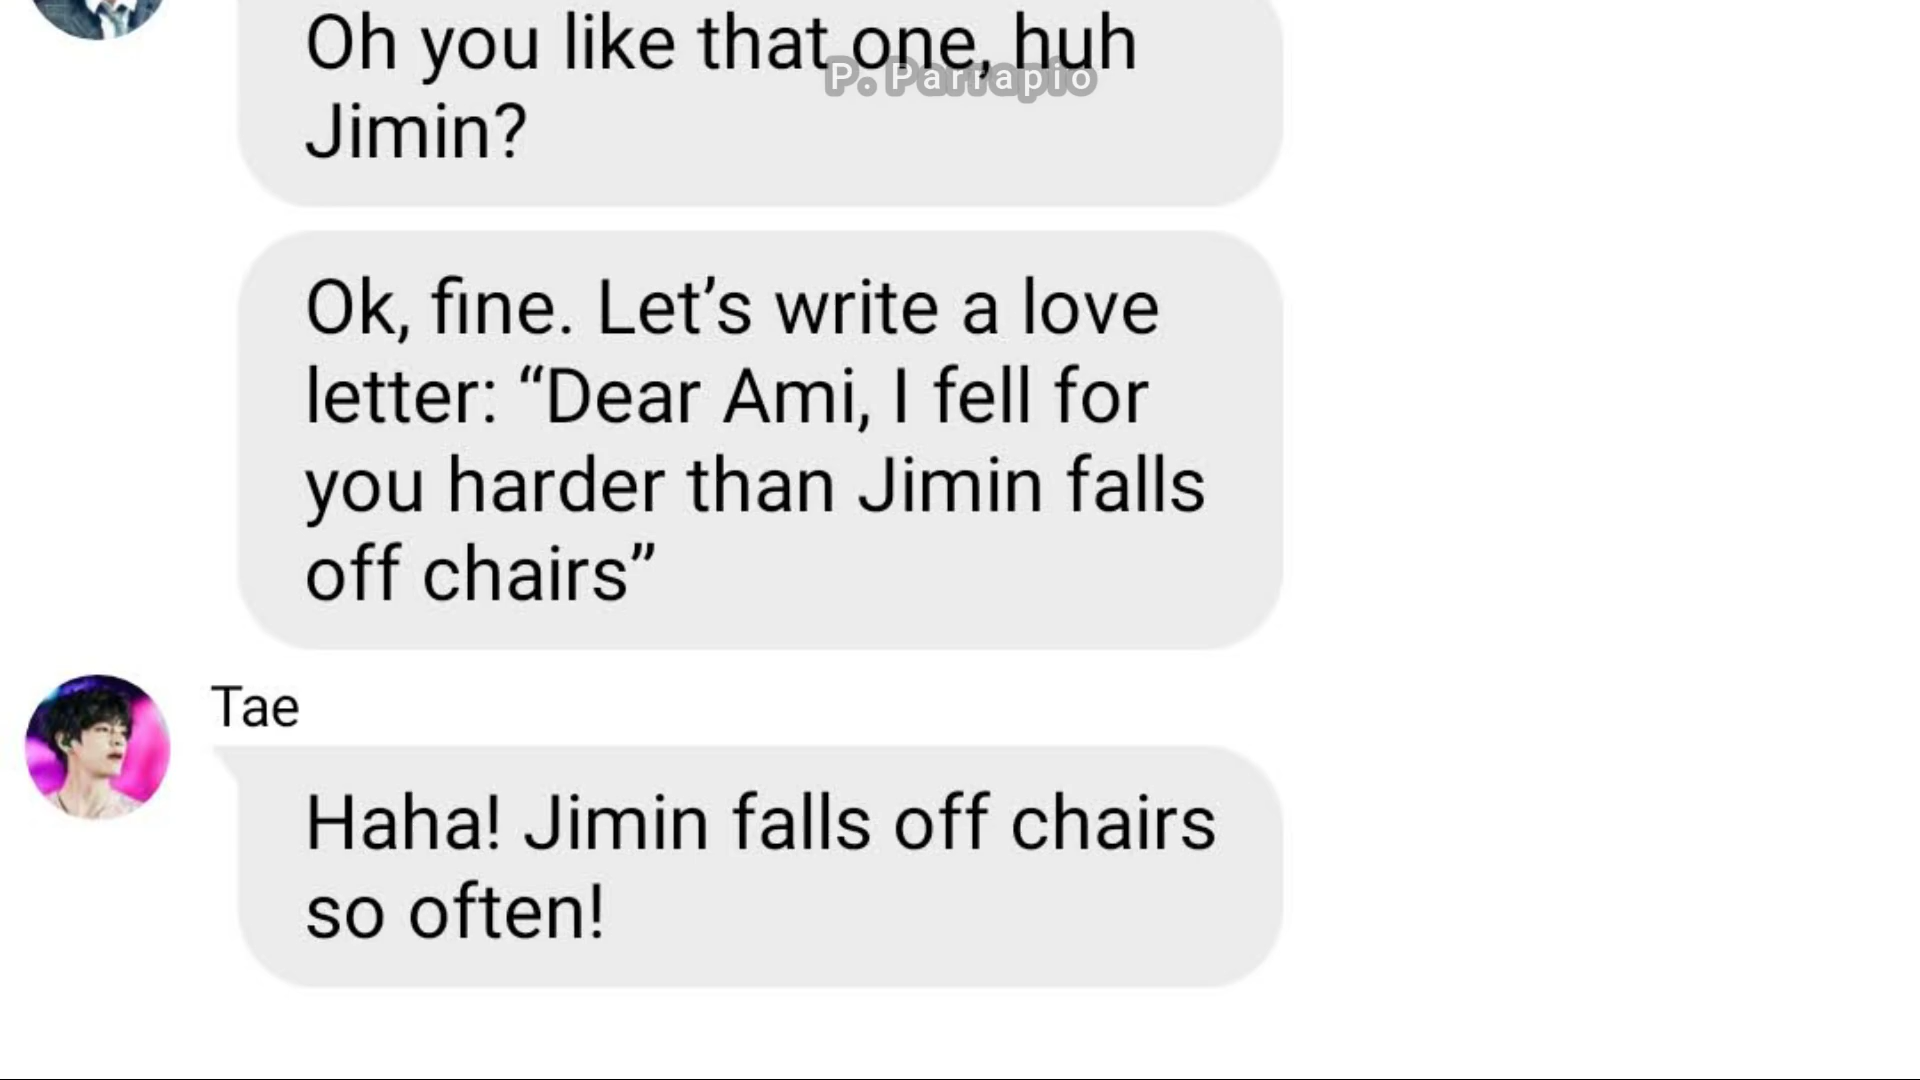 Oh you like that one, huh
P. Parrapio
Jimin?
Ok, fine. Let’s write a love
letter: “Dear Ami, I fell for
you harder than Jimin falls
off chairs”
Tae
Haha! Jimin falls off chairs
so often!